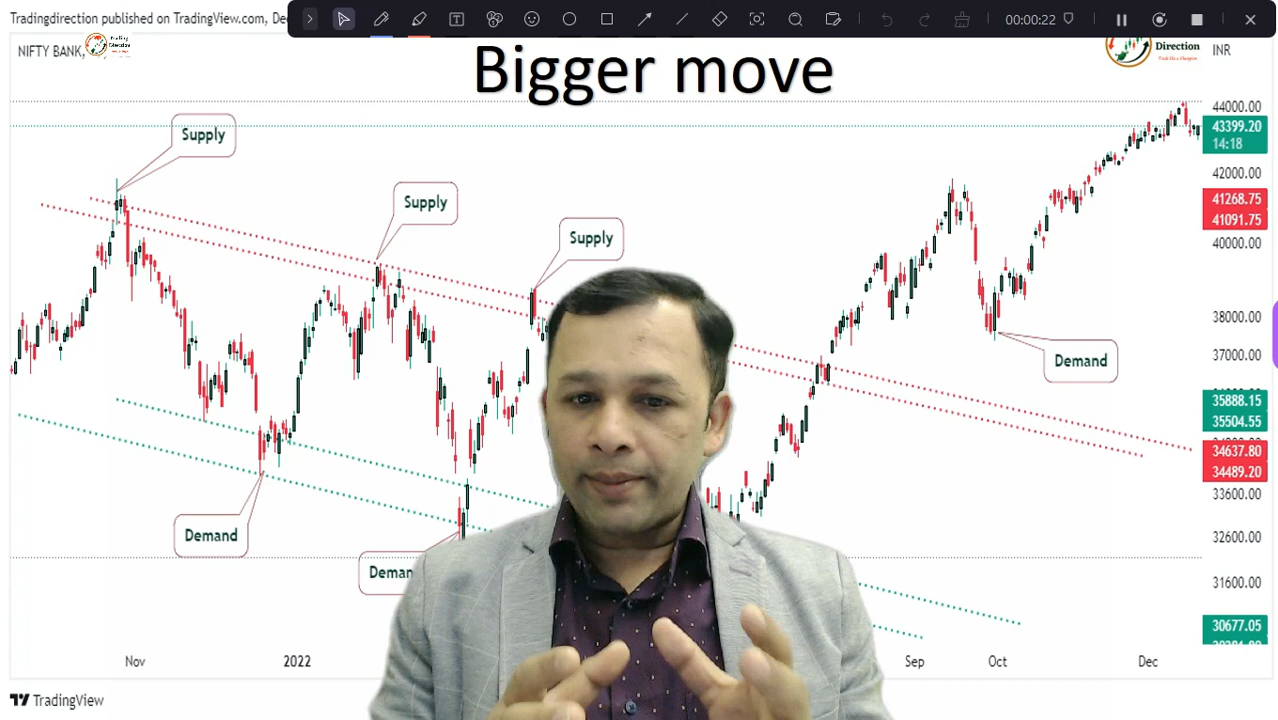 Tradingdirection published on TradingView.com, De
00:00:22
NIFTY BANK,
Trading
Direction
Direction
INR
Bigger move
Supply
Supply
Supply
Demand
Demand
Deman
44000.00
43399.20
14:18
42000.00
41268.75
41091.75
40000.00
38000.00
37000.00
35888.15
35504.55
34637.80
34489.20
33600.00
32600.00
31600.00
30677.05
Nov
2022
Sep
Oct
Dec
TradingView